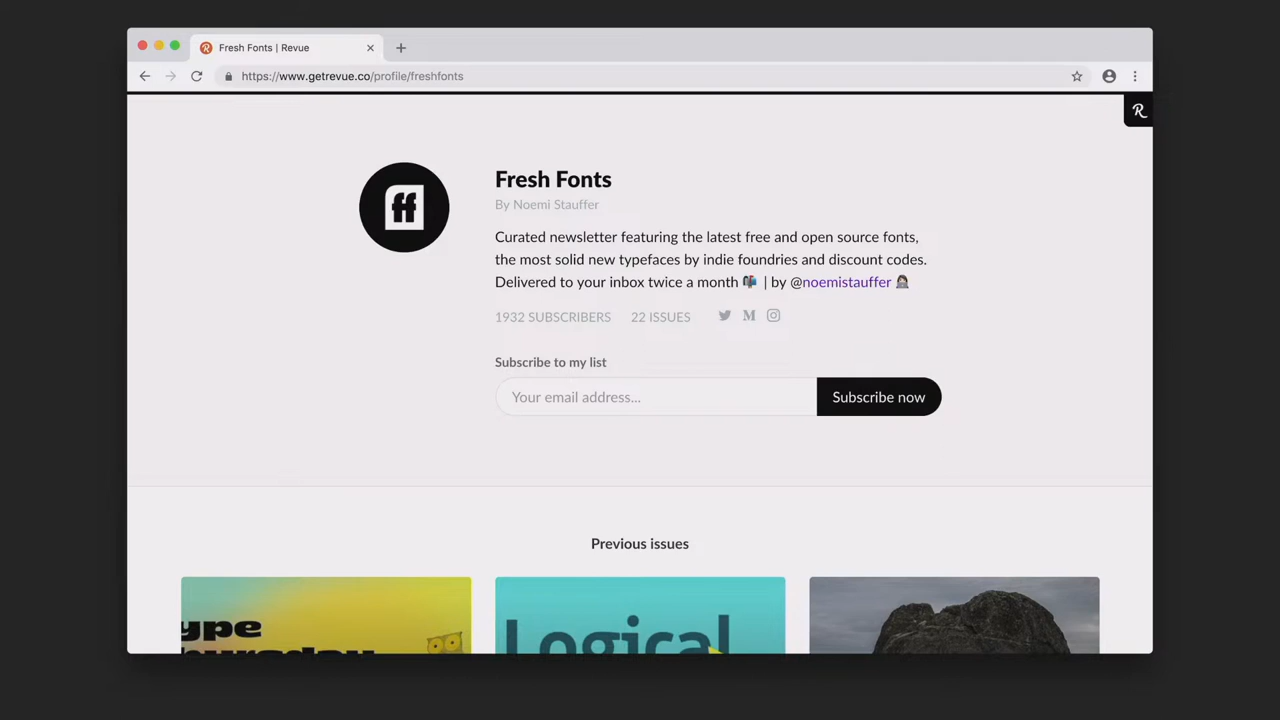 Fresh Fonts | Revue
https://www.getrevue.co/profile/freshfonts
R
ff
Fresh Fonts
By Noemi Stauffer
Curated newsletter featuring the latest free and open source fonts,
the most solid new typefaces by indie foundries and discount codes.
Delivered to your inbox twice a month 📬 | by @noemistauffer 👩🏻‍💻
1932 SUBSCRIBERS 22 ISSUES
Subscribe to my list
Your email address...
Subscribe now
Previous issues
ype
hursday
Logical